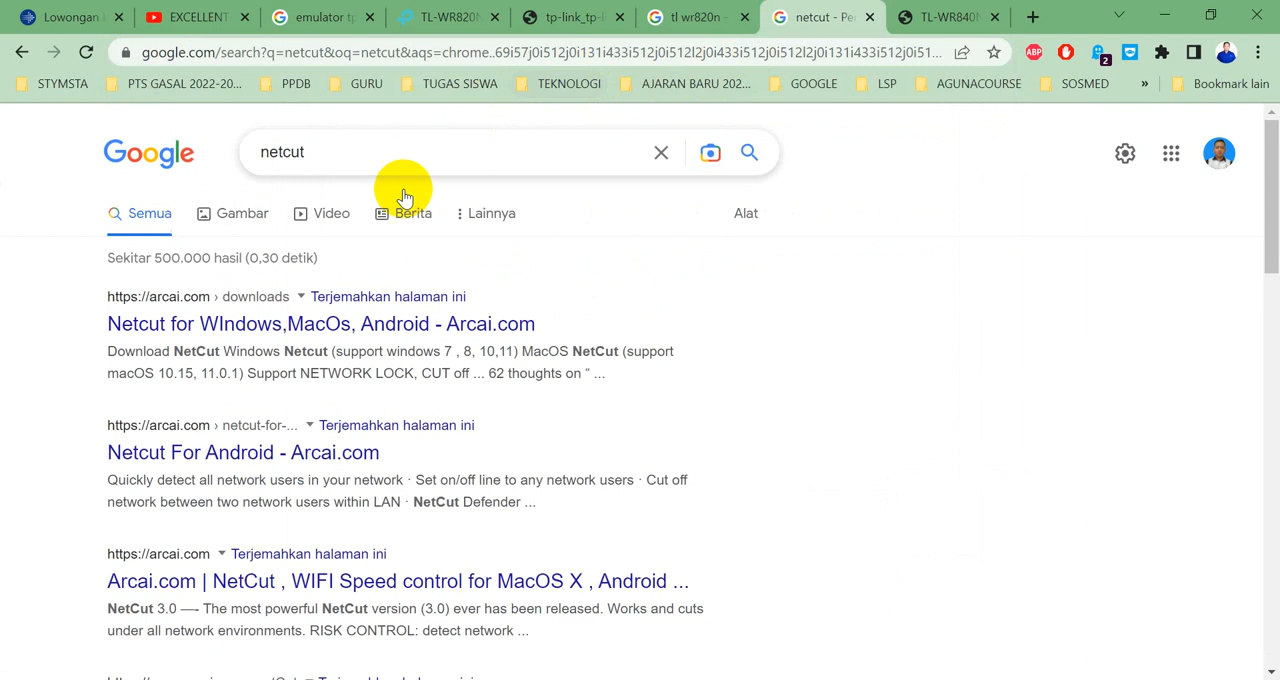 Lowongan
EXCELLENT
emulator tp
TL-WR820N
tp-link_tp-l
tl wr820n -
netcut - Pe
TL-WR840N
google.com/search?q=netcut&oq=netcut&aqs=chrome..69i57j0i512j0i131i433i512j0i512l2j0i433i512j0i512l2j0i131i433i512j0i51...
ABP
2
STYMSTA
PTS GASAL 2022-20...
PPDB
GURU
TUGAS SISWA
TEKNOLOGI
AJARAN BARU 202...
GOOGLE
LSP
AGUNACOURSE
SOSMED
»
Bookmark lain
Google
netcut
Semua
Gambar
Video
Berita
Lainnya
Alat
Sekitar 500.000 hasil (0,30 detik)
https://arcai.com › downloads Terjemahkan halaman ini
Netcut for WIndows,MacOs, Android - Arcai.com
Download NetCut Windows Netcut (support windows 7 , 8, 10,11) MacOS NetCut (support
macOS 10.15, 11.0.1) Support NETWORK LOCK, CUT off ... 62 thoughts on “ ...
https://arcai.com › netcut-for-... Terjemahkan halaman ini
Netcut For Android - Arcai.com
Quickly detect all network users in your network · Set on/off line to any network users · Cut off
network between two network users within LAN · NetCut Defender ...
https://arcai.com Terjemahkan halaman ini
Arcai.com | NetCut , WIFI Speed control for MacOS X , Android ...
NetCut 3.0 —- The most powerful NetCut version (3.0) ever has been released. Works and cuts
under all network environments. RISK CONTROL: detect network ...